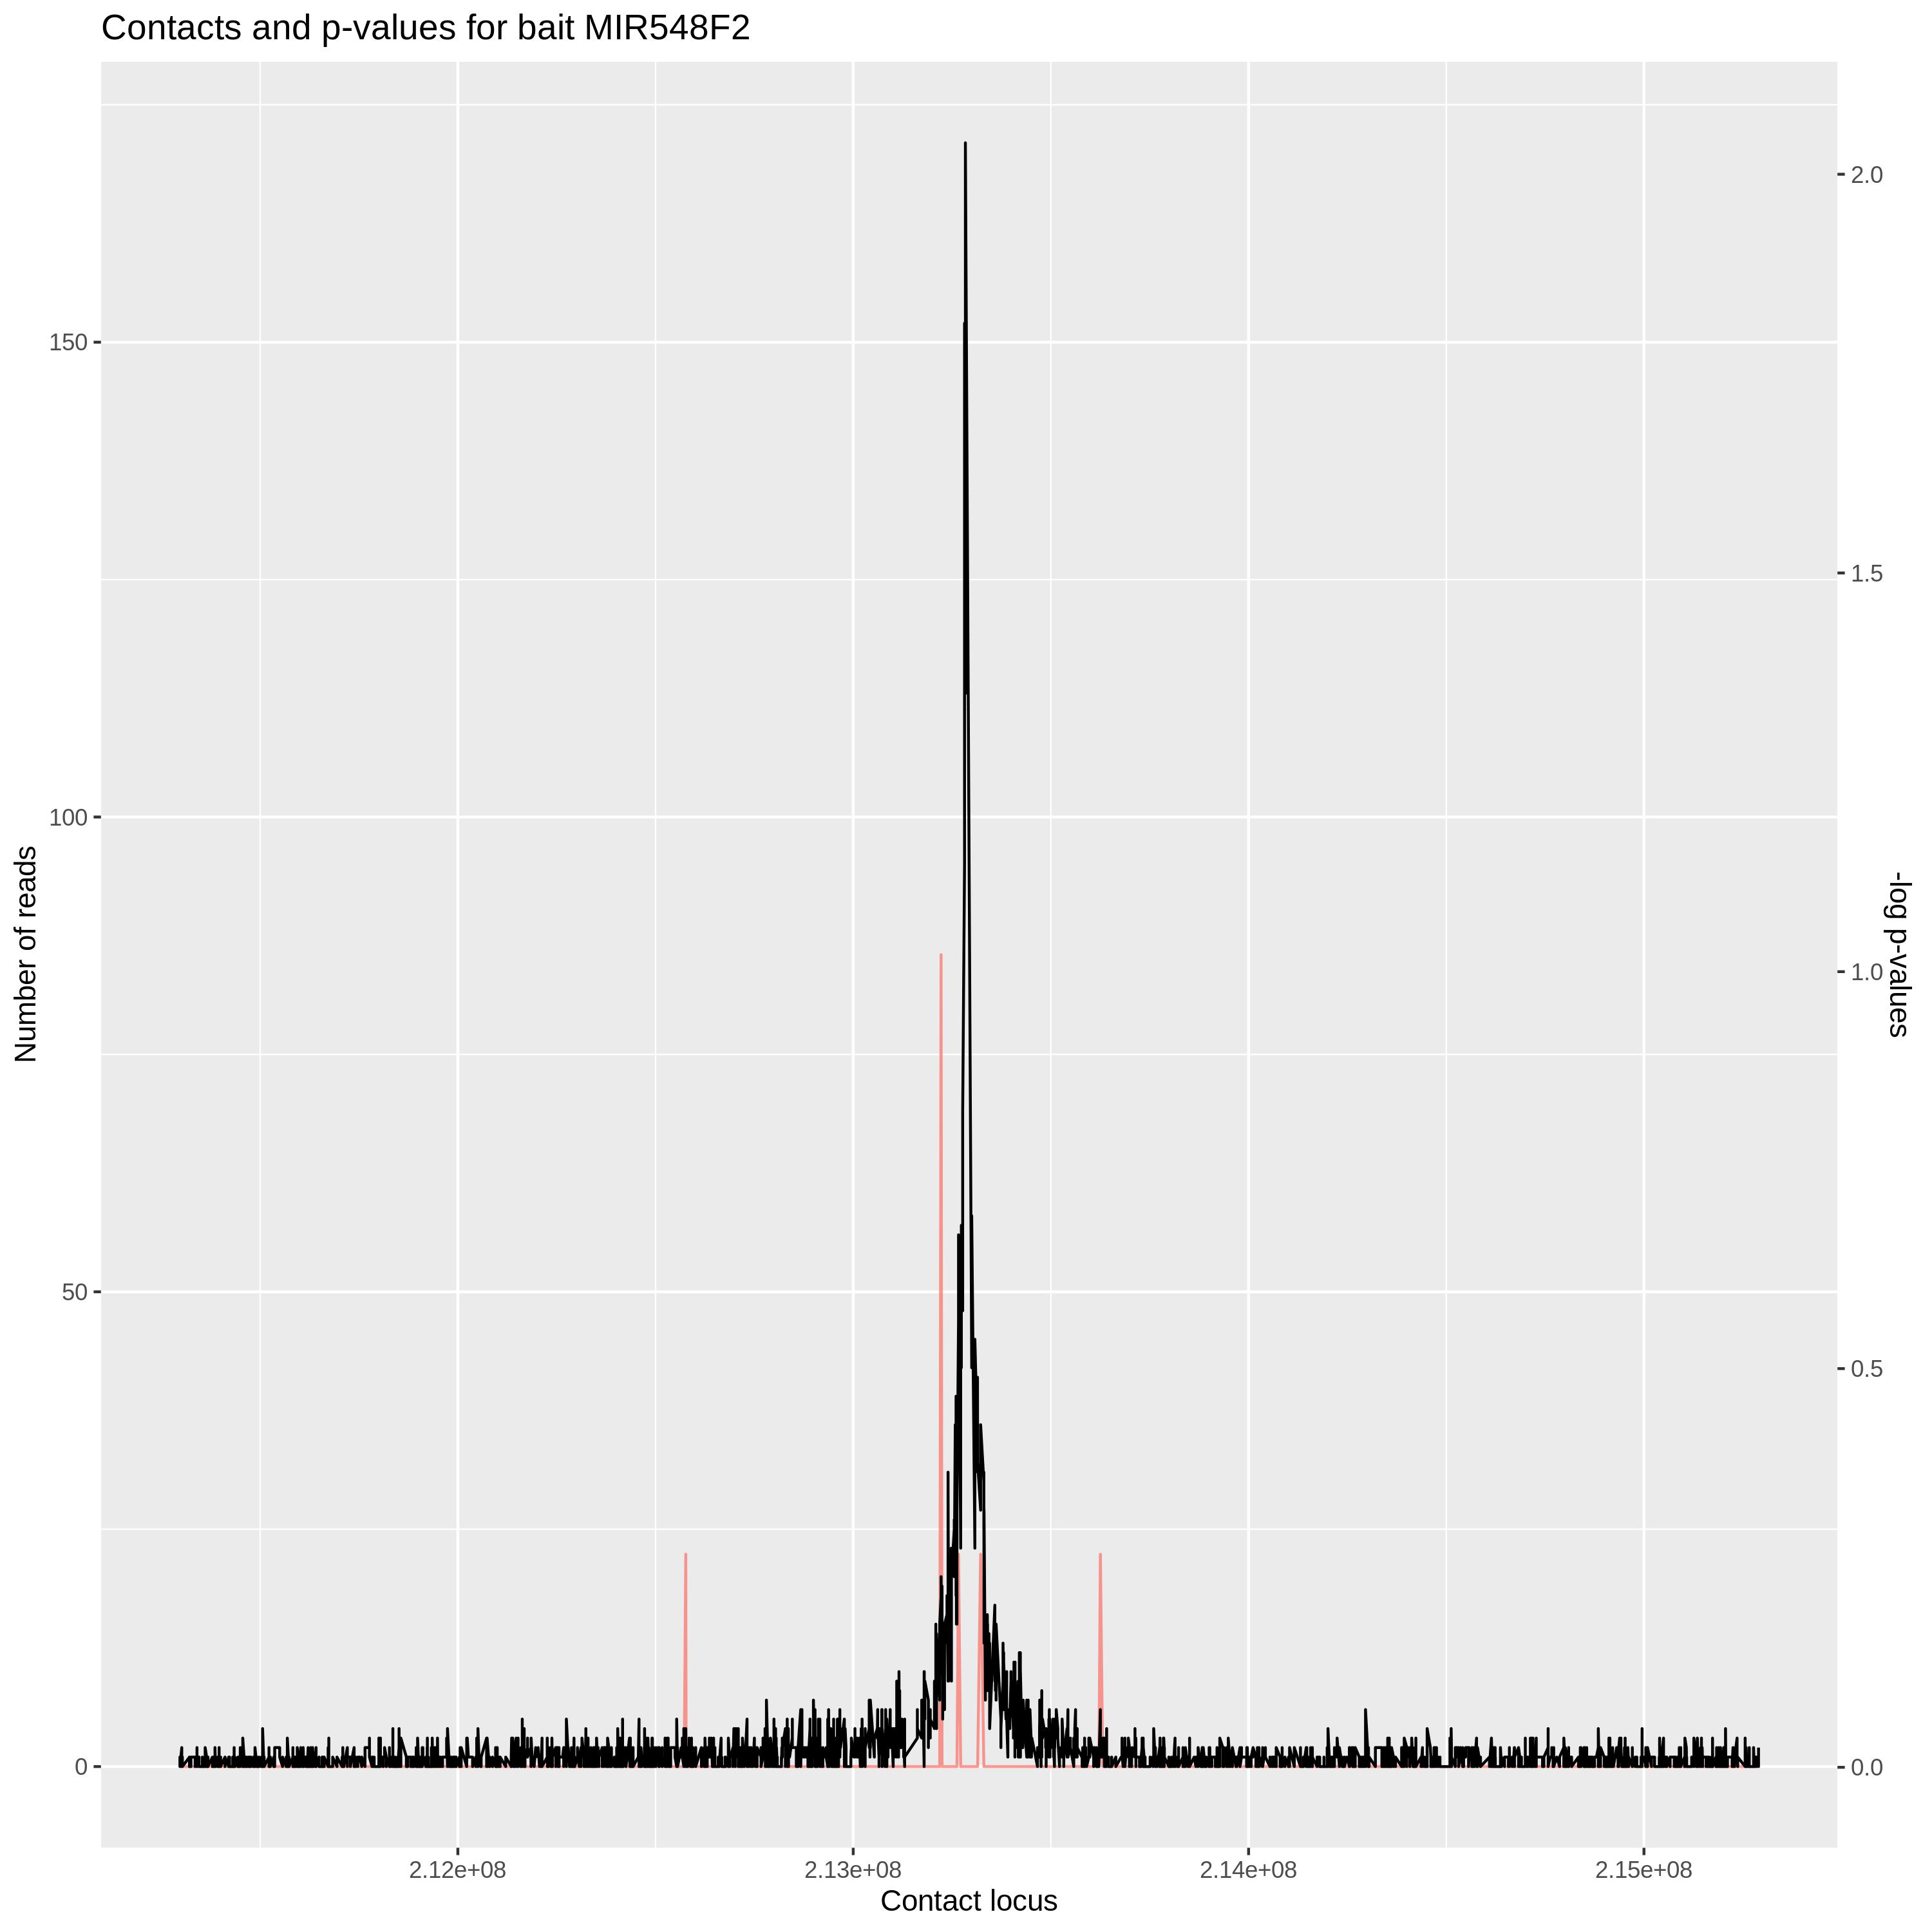 Contacts and p-values for bait MIR548F2
150
100
50
0
Number of reads
2.0
1.5
1.0
0.5
0.0
-log p-values
2.12e+08
2.13e+08
2.14e+08
2.15e+08
Contact locus